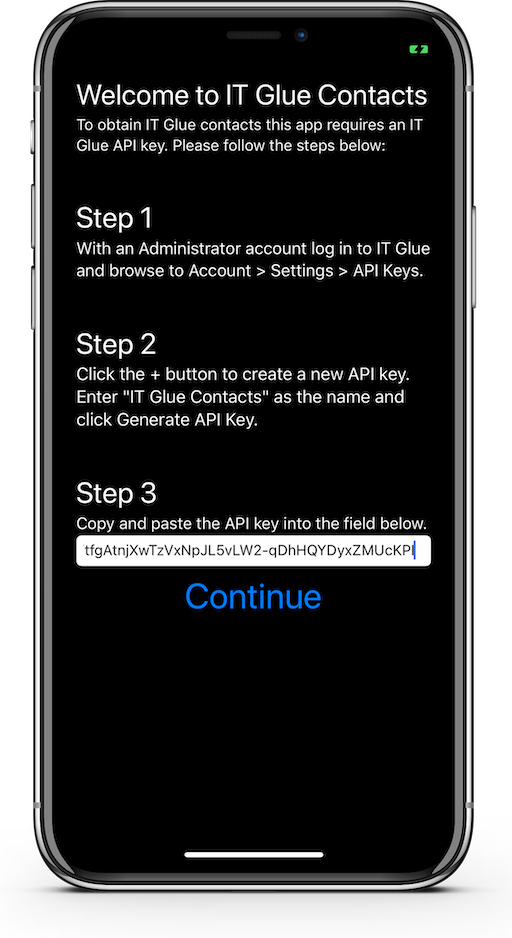 Welcome to IT Glue Contacts
To obtain IT Glue contacts this app requires an IT
Glue API key. Please follow the steps below:
Step 1
With an Administrator account log in to IT Glue
and browse to Account > Settings > API Keys.
Step 2
Click the + button to create a new API key.
Enter "IT Glue Contacts" as the name and
click Generate API Key.
Step 3
Copy and paste the API key into the field below.
tfgAtnjXwTzVxNpJL5vLW2-qDhHQYDyxZMUcKPI
Continue